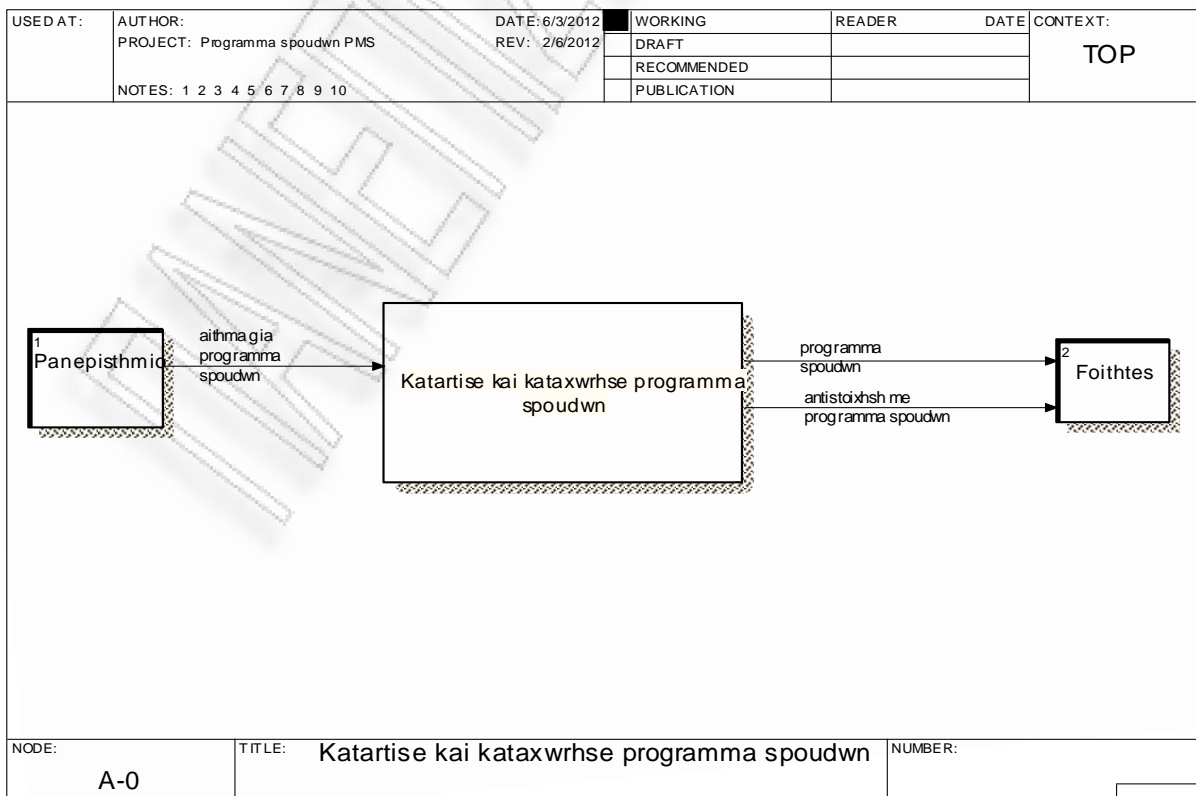 USED AT:
AUTHOR:
DATE: 6/3/2012
WORKING
READER
DATE
CONTEXT:
PROJECT: Programma spoudwn PMS
REV: 2/6/2012
DRAFT
TOP
RECOMMENDED
NOTES: 1 2 3 4 5 6 7 8 9 10
PUBLICATION
1
Panepisthmio
aithma gia
programma
spoudwn
Katartise kai kataxwrhse programma
spoudwn
programma
spoudwn
antistoixhsh me
programma spoudwn
2
Foithtes
NODE:
A-0
TITLE:
Katartise kai kataxwrhse programma spoudwn
NUMBER: